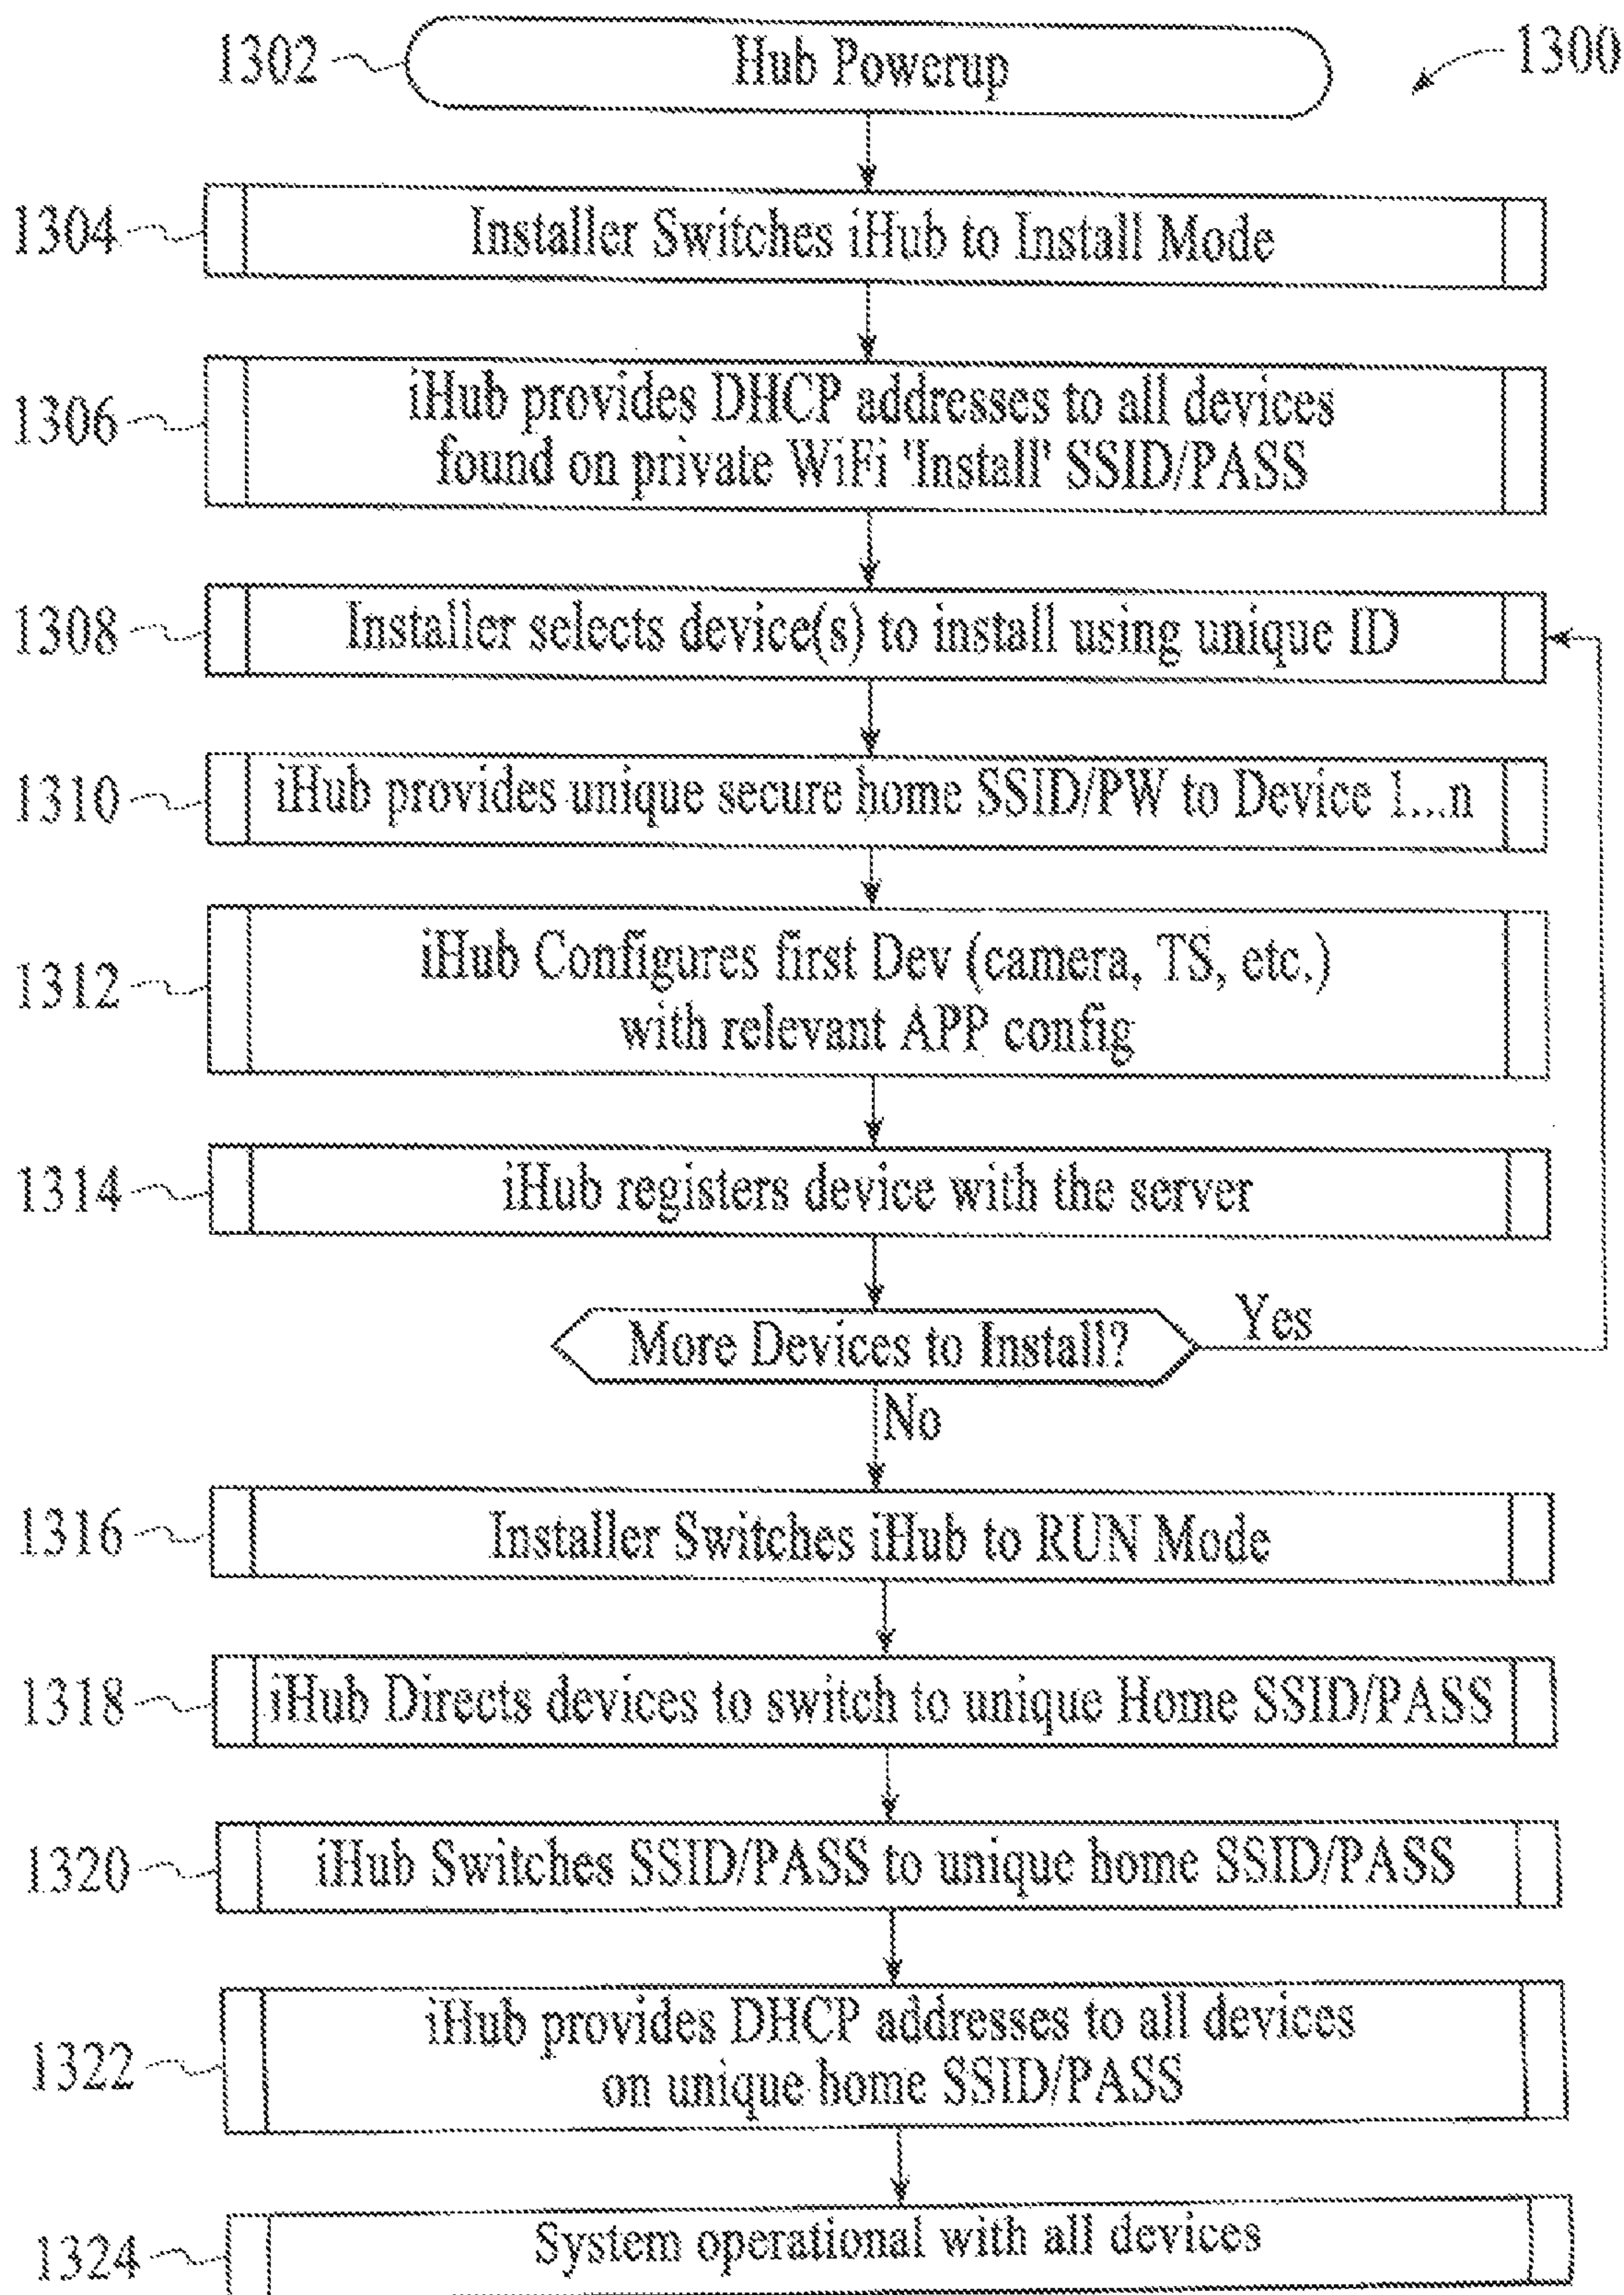 1302
Hub Powerup
1300
1304
Installer Switches iHub to Install Mode
1306
iHub provides DHCP addresses to all devices
found on private WiFi 'Install' SSID/PASS
1308
Installer selects device(s) to install using unique ID
1310
iHub provides unique secure home SSID/PW to Device 1...n
1312
iHub Configures first Dev (camera, TS, etc.)
with relevant APP config
1314
iHub registers device with the server
More Devices to Install?
Yes
No
1316
Installer Switches iHub to RUN Mode
1318
iHub Directs devices to switch to unique Home SSID/PASS
1320
iHub Switches SSID/PASS to unique home SSID/PASS
1322
iHub provides DHCP addresses to all devices
on unique home SSID/PASS
1324
System operational with all devices